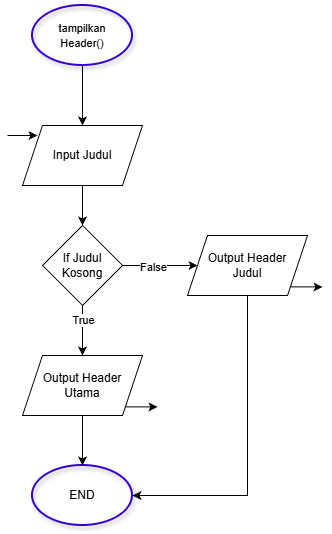 tampilkan
Header()
Input Judul
If Judul
Kosong
False
Output Header
Judul
True
Output Header
Utama
END